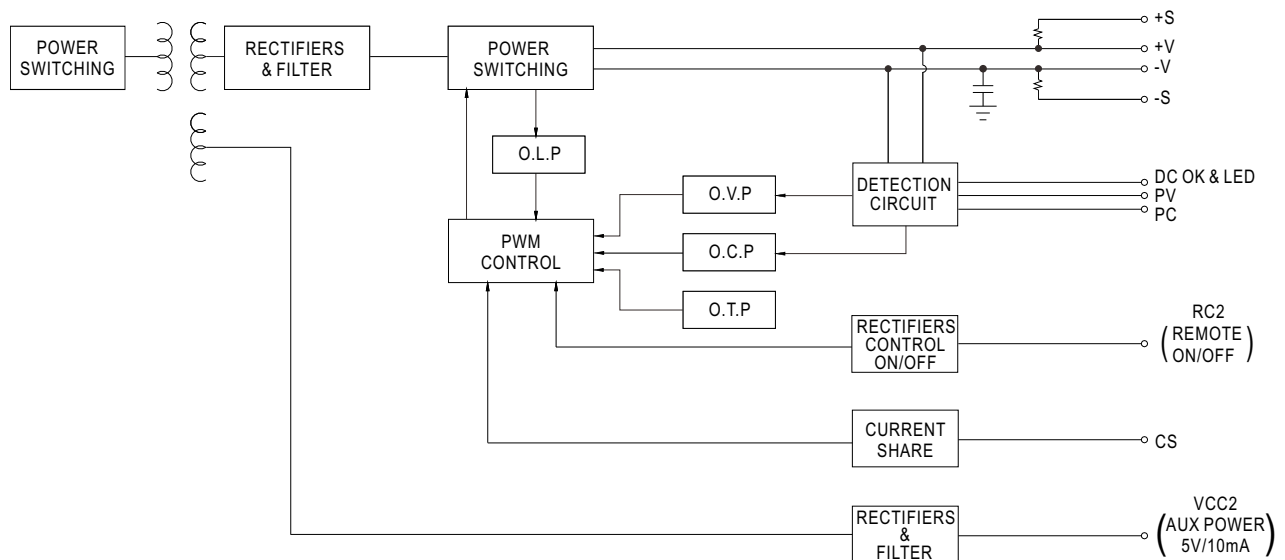 POWER
SWITCHING
RECTIFIERS
& FILTER
POWER
SWITCHING
+S
+V
-V
-S
O.L.P
O.V.P
DETECTION
CIRCUIT
DC OK & LED
PV
PC
PWM
CONTROL
O.C.P
O.T.P
RECTIFIERS
CONTROL
ON/OFF
RC2
(REMOTE
ON/OFF)
CURRENT
SHARE
CS
RECTIFIERS
&
FILTER
VCC2
(AUX POWER
5V/10mA)